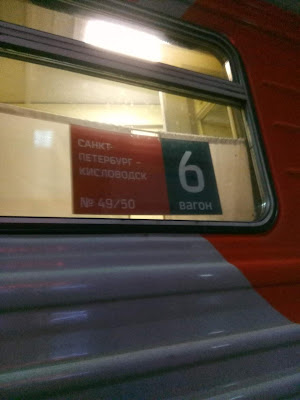 САНКТ-
ПЕТЕРБУРГ –
КИСЛОВОДСК
№ 49/50
6
вагон